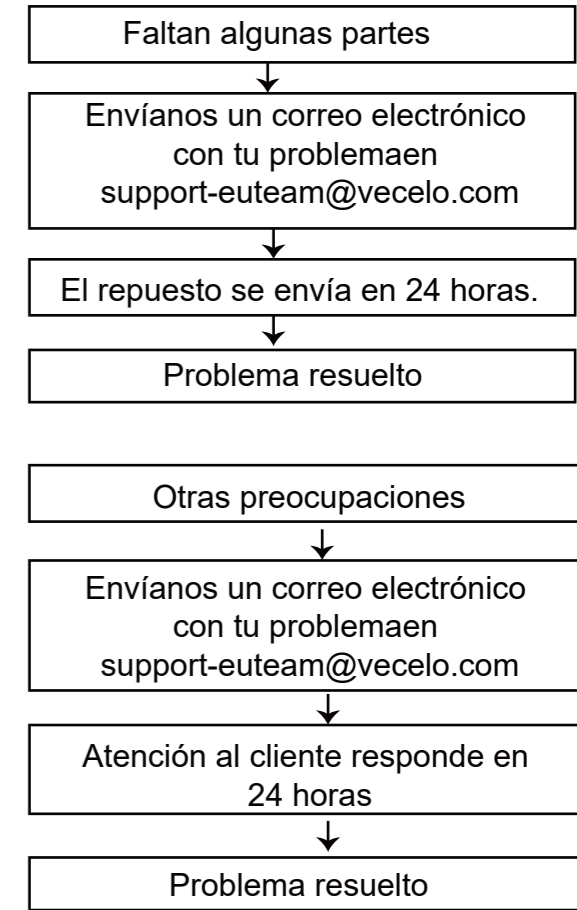 Faltan algunas partes
Envíanos un correo electrónico
con tu problemaen
support-euteam@vecelo.com
El repuesto se envía en 24 horas.
Problema resuelto
Otras preocupaciones
Envíanos un correo electrónico
con tu problemaen
support-euteam@vecelo.com
Atención al cliente responde en
24 horas
Problema resuelto